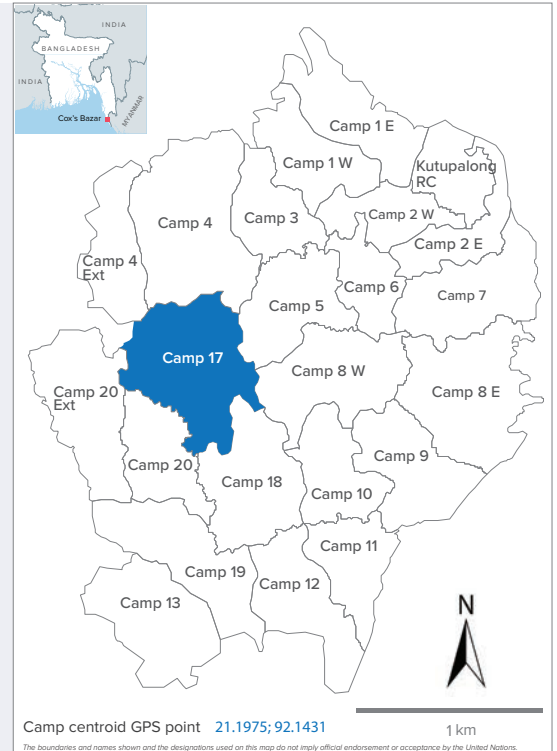 INDIA
BANGLADESH
INDIA
MYANMAR
Cox's Bazar
Camp 1 E
Camp 1 W
Kutupalong
RC
Camp 4
Camp 3
Camp 2 W
Camp 2 E
Camp 4
Ext
Camp 6
Camp 7
Camp 5
Camp 17
Camp 8 W
Camp 20
Ext
Camp 8 E
Camp 9
Camp 20
Camp 18
Camp 10
Camp 11
Camp 19
Camp 12
Camp 13
N
Camp centroid GPS point 21.1975; 92.1431
1 km
The boundaries and names shown and the designations used on this map do not imply official endorsement or acceptance by the United Nations.